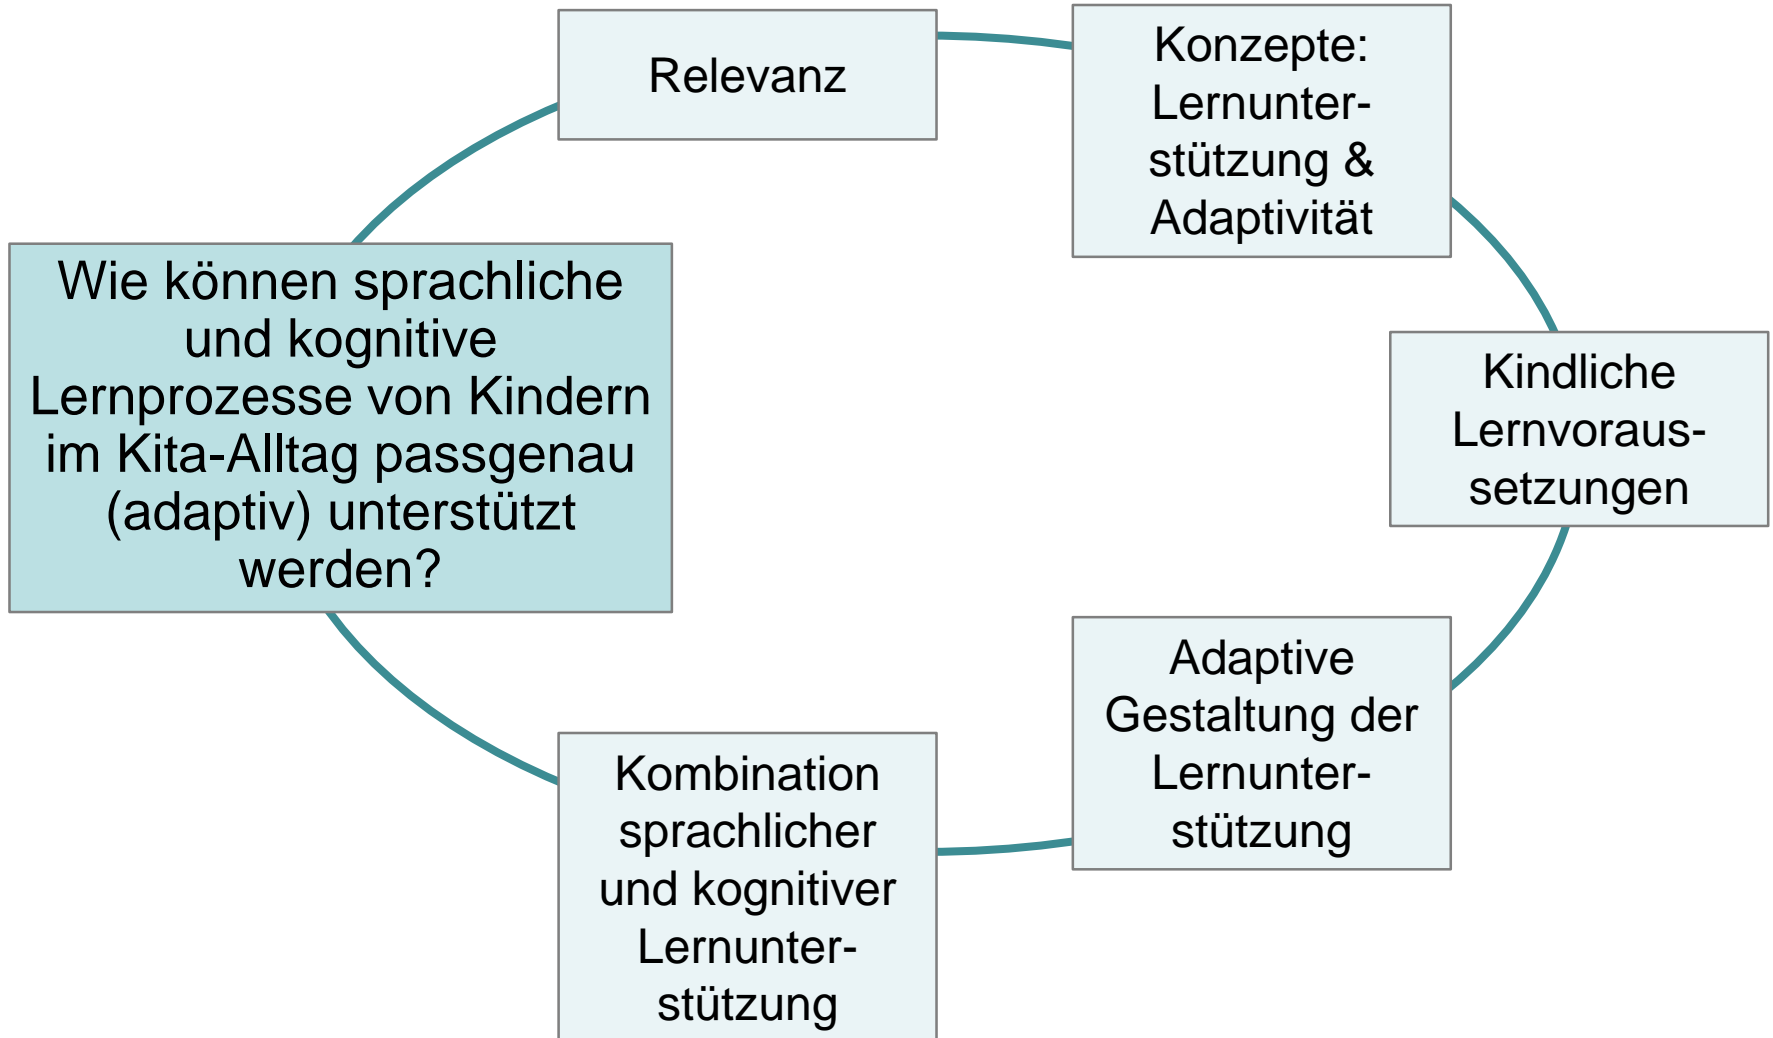 Relevanz
Konzepte:
Lernunter-
stützung &
Adaptivität
Kindliche
Lernvoraus-
setzungen
Adaptive
Gestaltung der
Lernunter-
stützung
Kombination
sprachlicher
und kognitiver
Lernunter-
stützung
Wie können sprachliche
und kognitive
Lernprozesse von Kindern
im Kita-Alltag passgenau
(adaptiv) unterstützt
werden?